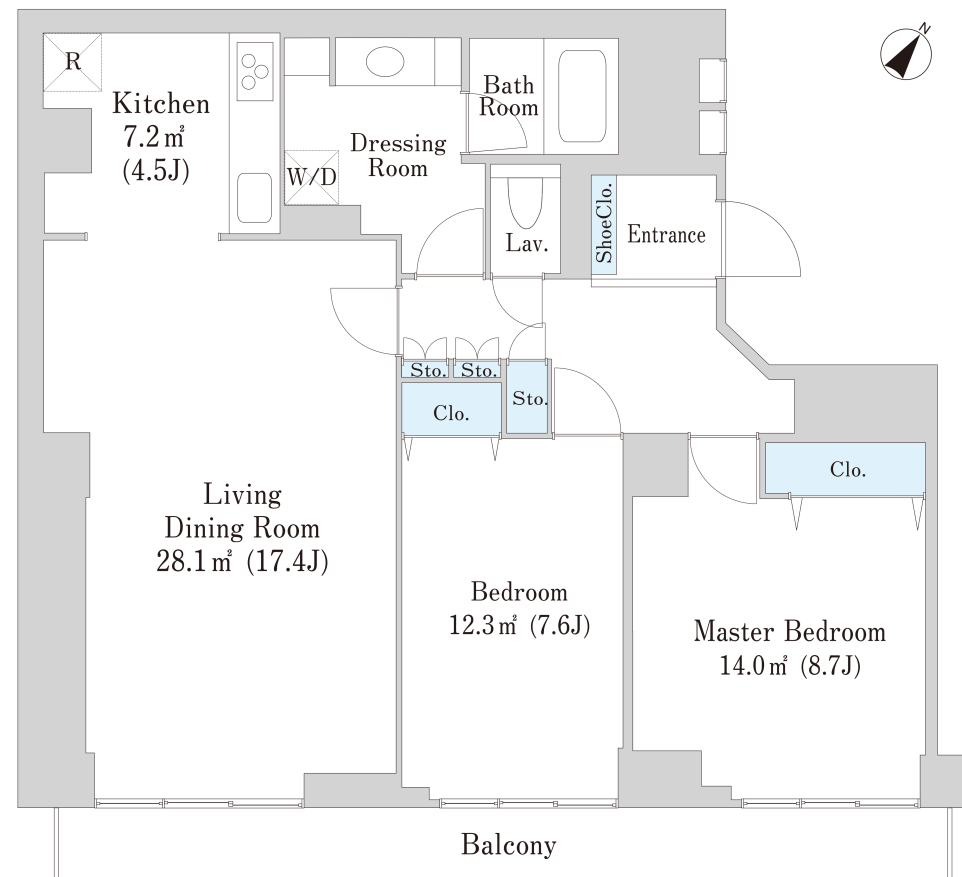 N
R
Kitchen
7.2㎡
(4.5J)
Dressing
Room
W/D
Bath
Room
Lav.
ShoeClo.
Entrance
Sto.
Sto.
Sto.
Clo.
Clo.
Living
Dining Room
28.1㎡ (17.4J)
Bedroom
12.3㎡ (7.6J)
Master Bedroom
14.0㎡ (8.7J)
Balcony